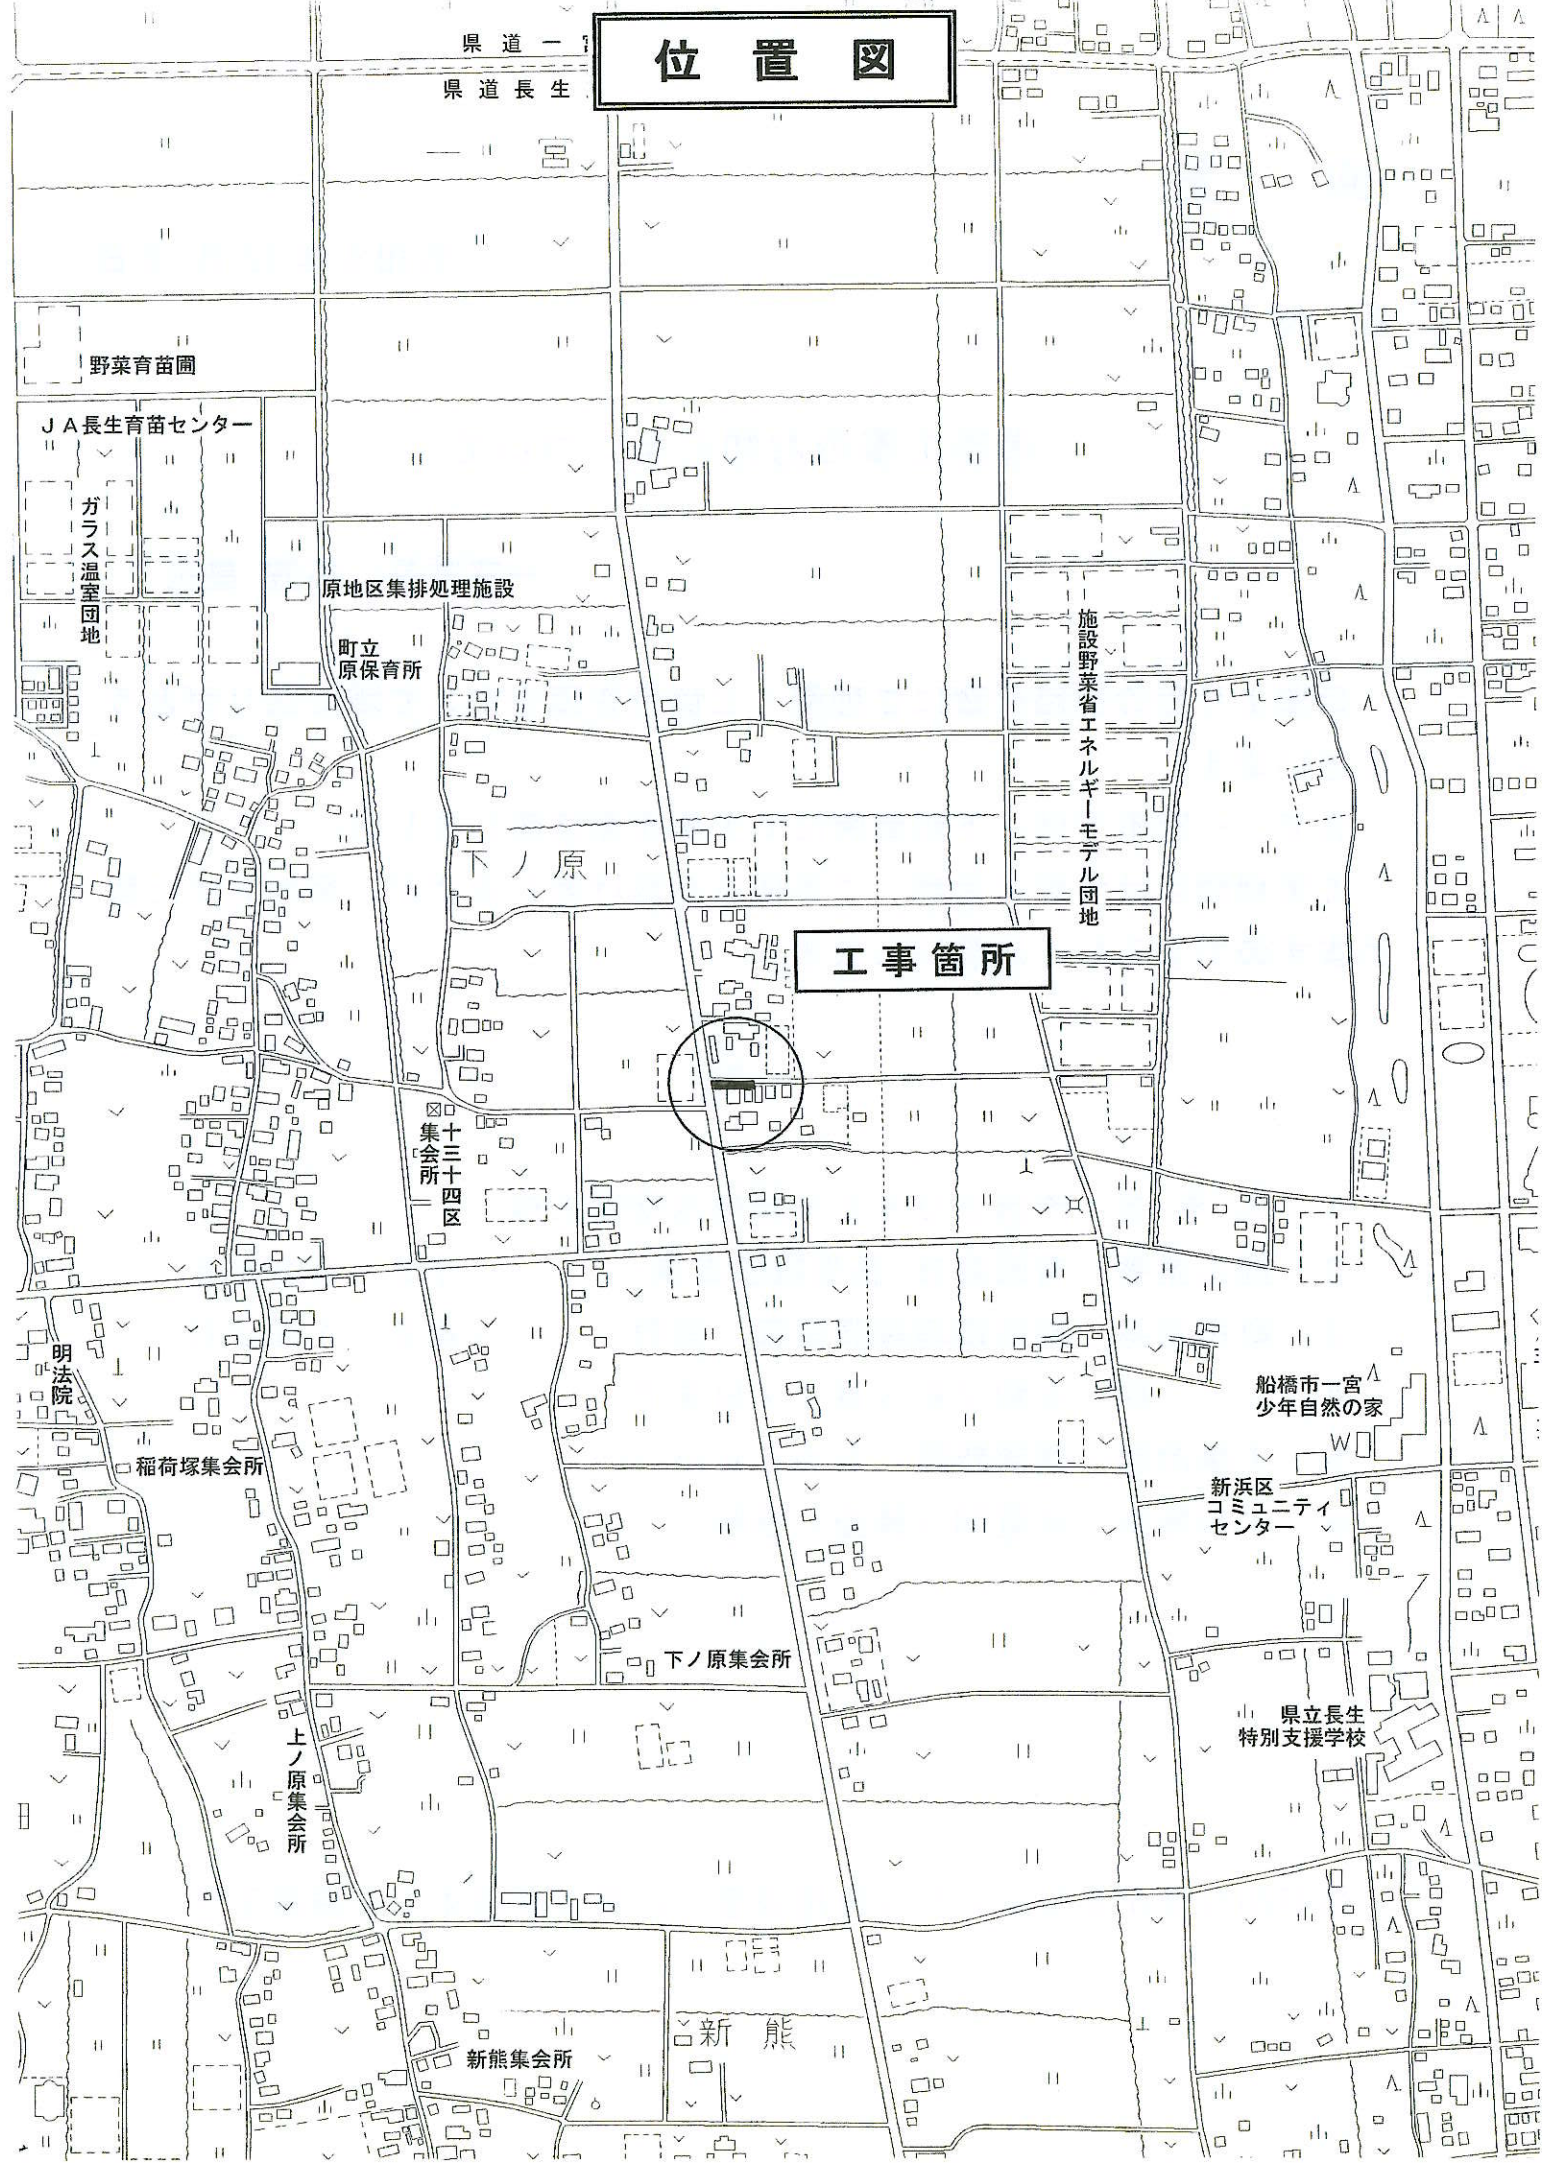 位置図
県道一宮
県道長生
一宮
野菜育苗圃
JA長生育苗センター
ガラス温室団地
原地区集排処理施設
町立
原保育所
施設野菜省エネルギーモデル団地
下ノ原
工事箇所
十三十四区
集会所
明法院
稲荷塚集会所
船橋市一宮
少年自然の家
W
新浜区
コミュニティ
センター
下ノ原集会所
上ノ原集会所
県立長生
特別支援学校
新熊
新熊集会所